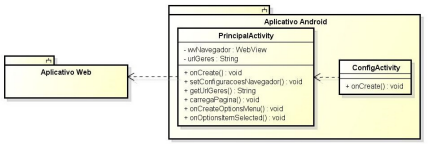 Aplicativo Android
PrincipalActivity
- wvNavegador : WebView
- urlGeres : String
+ onCreate() : void
+ setConfiguracoesNavegador() : void
+ getUrlGeres() : String
+ carregaPagina() : void
+ onCreateOptionsMenu() : void
+ onOptionsItemSelected() : void
Aplicativo Web
ConfigActivity
+ onCreate() : void